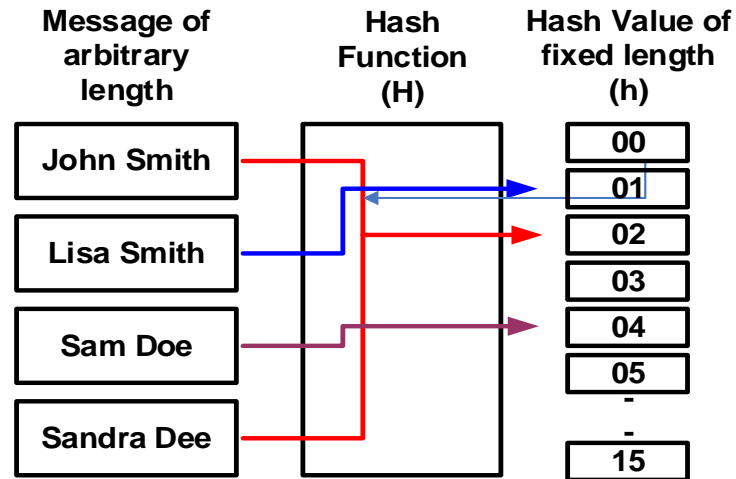 Message of
arbitrary
length
Hash
Function
(H)
Hash Value of
fixed length
(h)
John Smith
Lisa Smith
Sam Doe
Sandra Dee
00
01
02
03
04
05
-
-
15